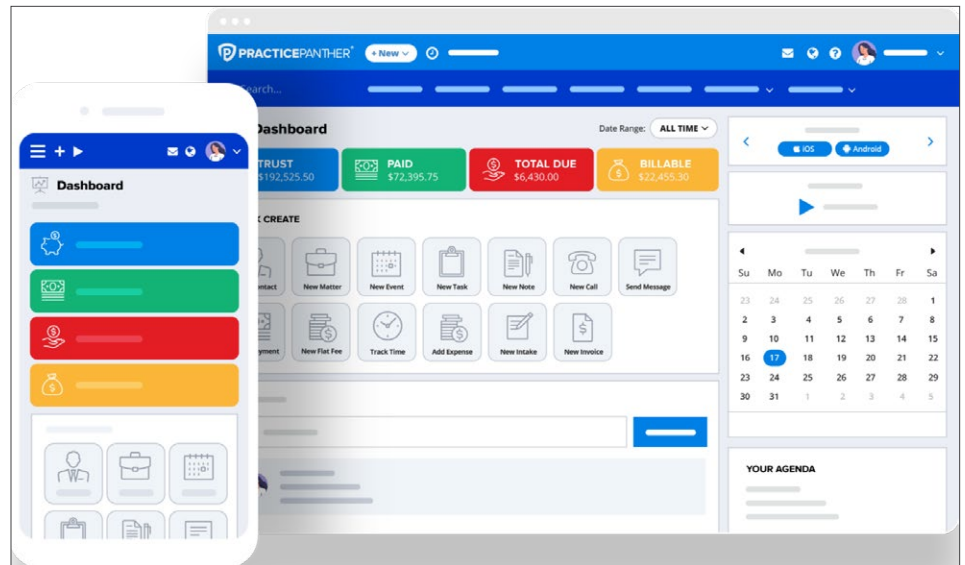 PRACTICEPANTHER
+ New
Search...
Dashboard
Date Range: ALL TIME
TRUST
$192,525.50
PAID
$72,395.75
TOTAL DUE
$6,430.00
BILLABLE
$22,455.30
CREATE
New Matter
New Event
New Task
New Note
New Call
Send Message
New Flat Fee
Track Time
Add Expense
New Intake
New Invoice
iOS
Android
Su Mo Tu We Th Fr Sa
23 24 25 26 27 28 1
2 3 4 5 6 7 8
9 10 11 12 13 14 15
16 17 18 19 20 21 22
23 24 25 26 27 28 29
30 31 1 2 3 4 5
YOUR AGENDA
Dashboard